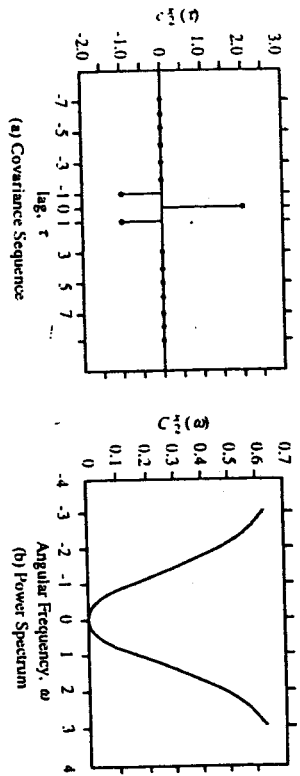 c₂ˣ(τ)
-2.0 -1.0 0 1.0 2.0 3.0
-7 -5 -3 -1 0 1 3 5 7
lag, τ
(a) Covariance Sequence
C₂ˣ(ω)
0 0.1 0.2 0.3 0.4 0.5 0.6 0.7
-4 -3 -2 -1 0 1 2 3 4
Angular Frequency, ω
(b) Power Spectrum